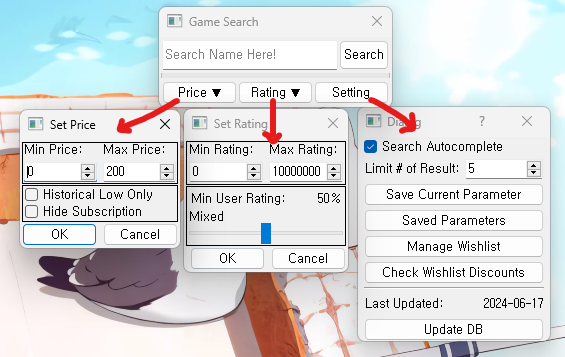 Game Search
Search Name Here! Search
Price ▼ Rating ▼ Setting
Set Price
Min Price: Max Price:
0 200
Historical Low Only
Hide Subscription
OK Cancel
Set Rating
Min Rating: Max Rating:
0 10000000
Min User Rating: 50%
Mixed
OK Cancel
?
Search Autocomplete
Limit # of Result: 5
Save Current Parameter
Saved Parameters
Manage Wishlist
Check Wishlist Discounts
Last Updated: 2024-06-17
Update DB